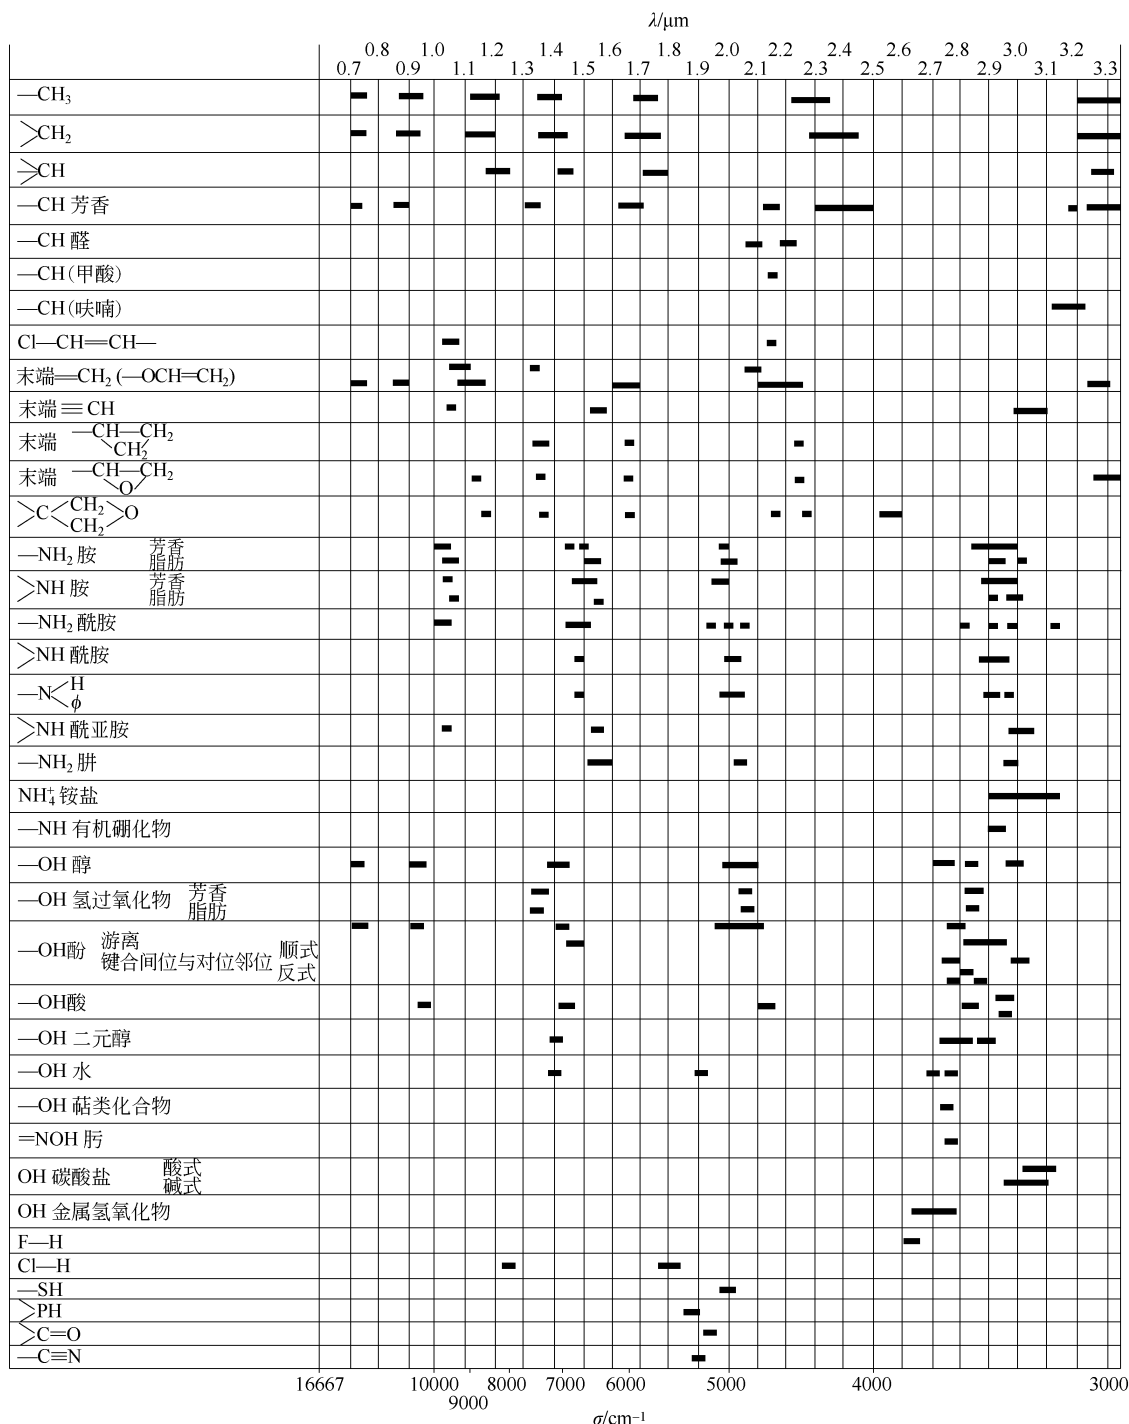 λ/μm
0.8 1.0 1.2 1.4 1.6 1.8 2.0 2.2 2.4 2.6 2.8 3.0 3.2
0.7 0.9 1.1 1.3 1.5 1.7 1.9 2.1 2.3 2.5 2.7 2.9 3.1 3.3
—CH₃
>CH₂
⪫CH
—CH 芳香
—CH 醛
—CH(甲酸)
—CH(呋喃)
Cl—CH=CH—
末端=CH₂ (—OCH=CH₂)
末端≡CH
末端 —CH—CH₂
CH₂
末端 —CH—CH₂
O
>C<CH₂ CH₂>O
—NH₂ 胺 芳香
脂肪
>NH 胺 芳香
脂肪
—NH₂ 酰胺
>NH 酰胺
—N<H ϕ
>NH 酰亚胺
—NH₂ 肼
NH₄⁺ 铵盐
—NH 有机硼化物
—OH 醇
—OH 氢过氧化物 芳香
脂肪
—OH酚 游离
键合间位与对位邻位 顺式
反式
—OH酸
—OH 二元醇
—OH 水
—OH 萜类化合物
=NOH 肟
OH 碳酸盐 酸式
碱式
OH 金属氢氧化物
F—H
Cl—H
—SH
>PH
>C=O
—C≡N
16667 10000 8000 7000 6000 5000 4000 3000
9000
σ/cm⁻¹